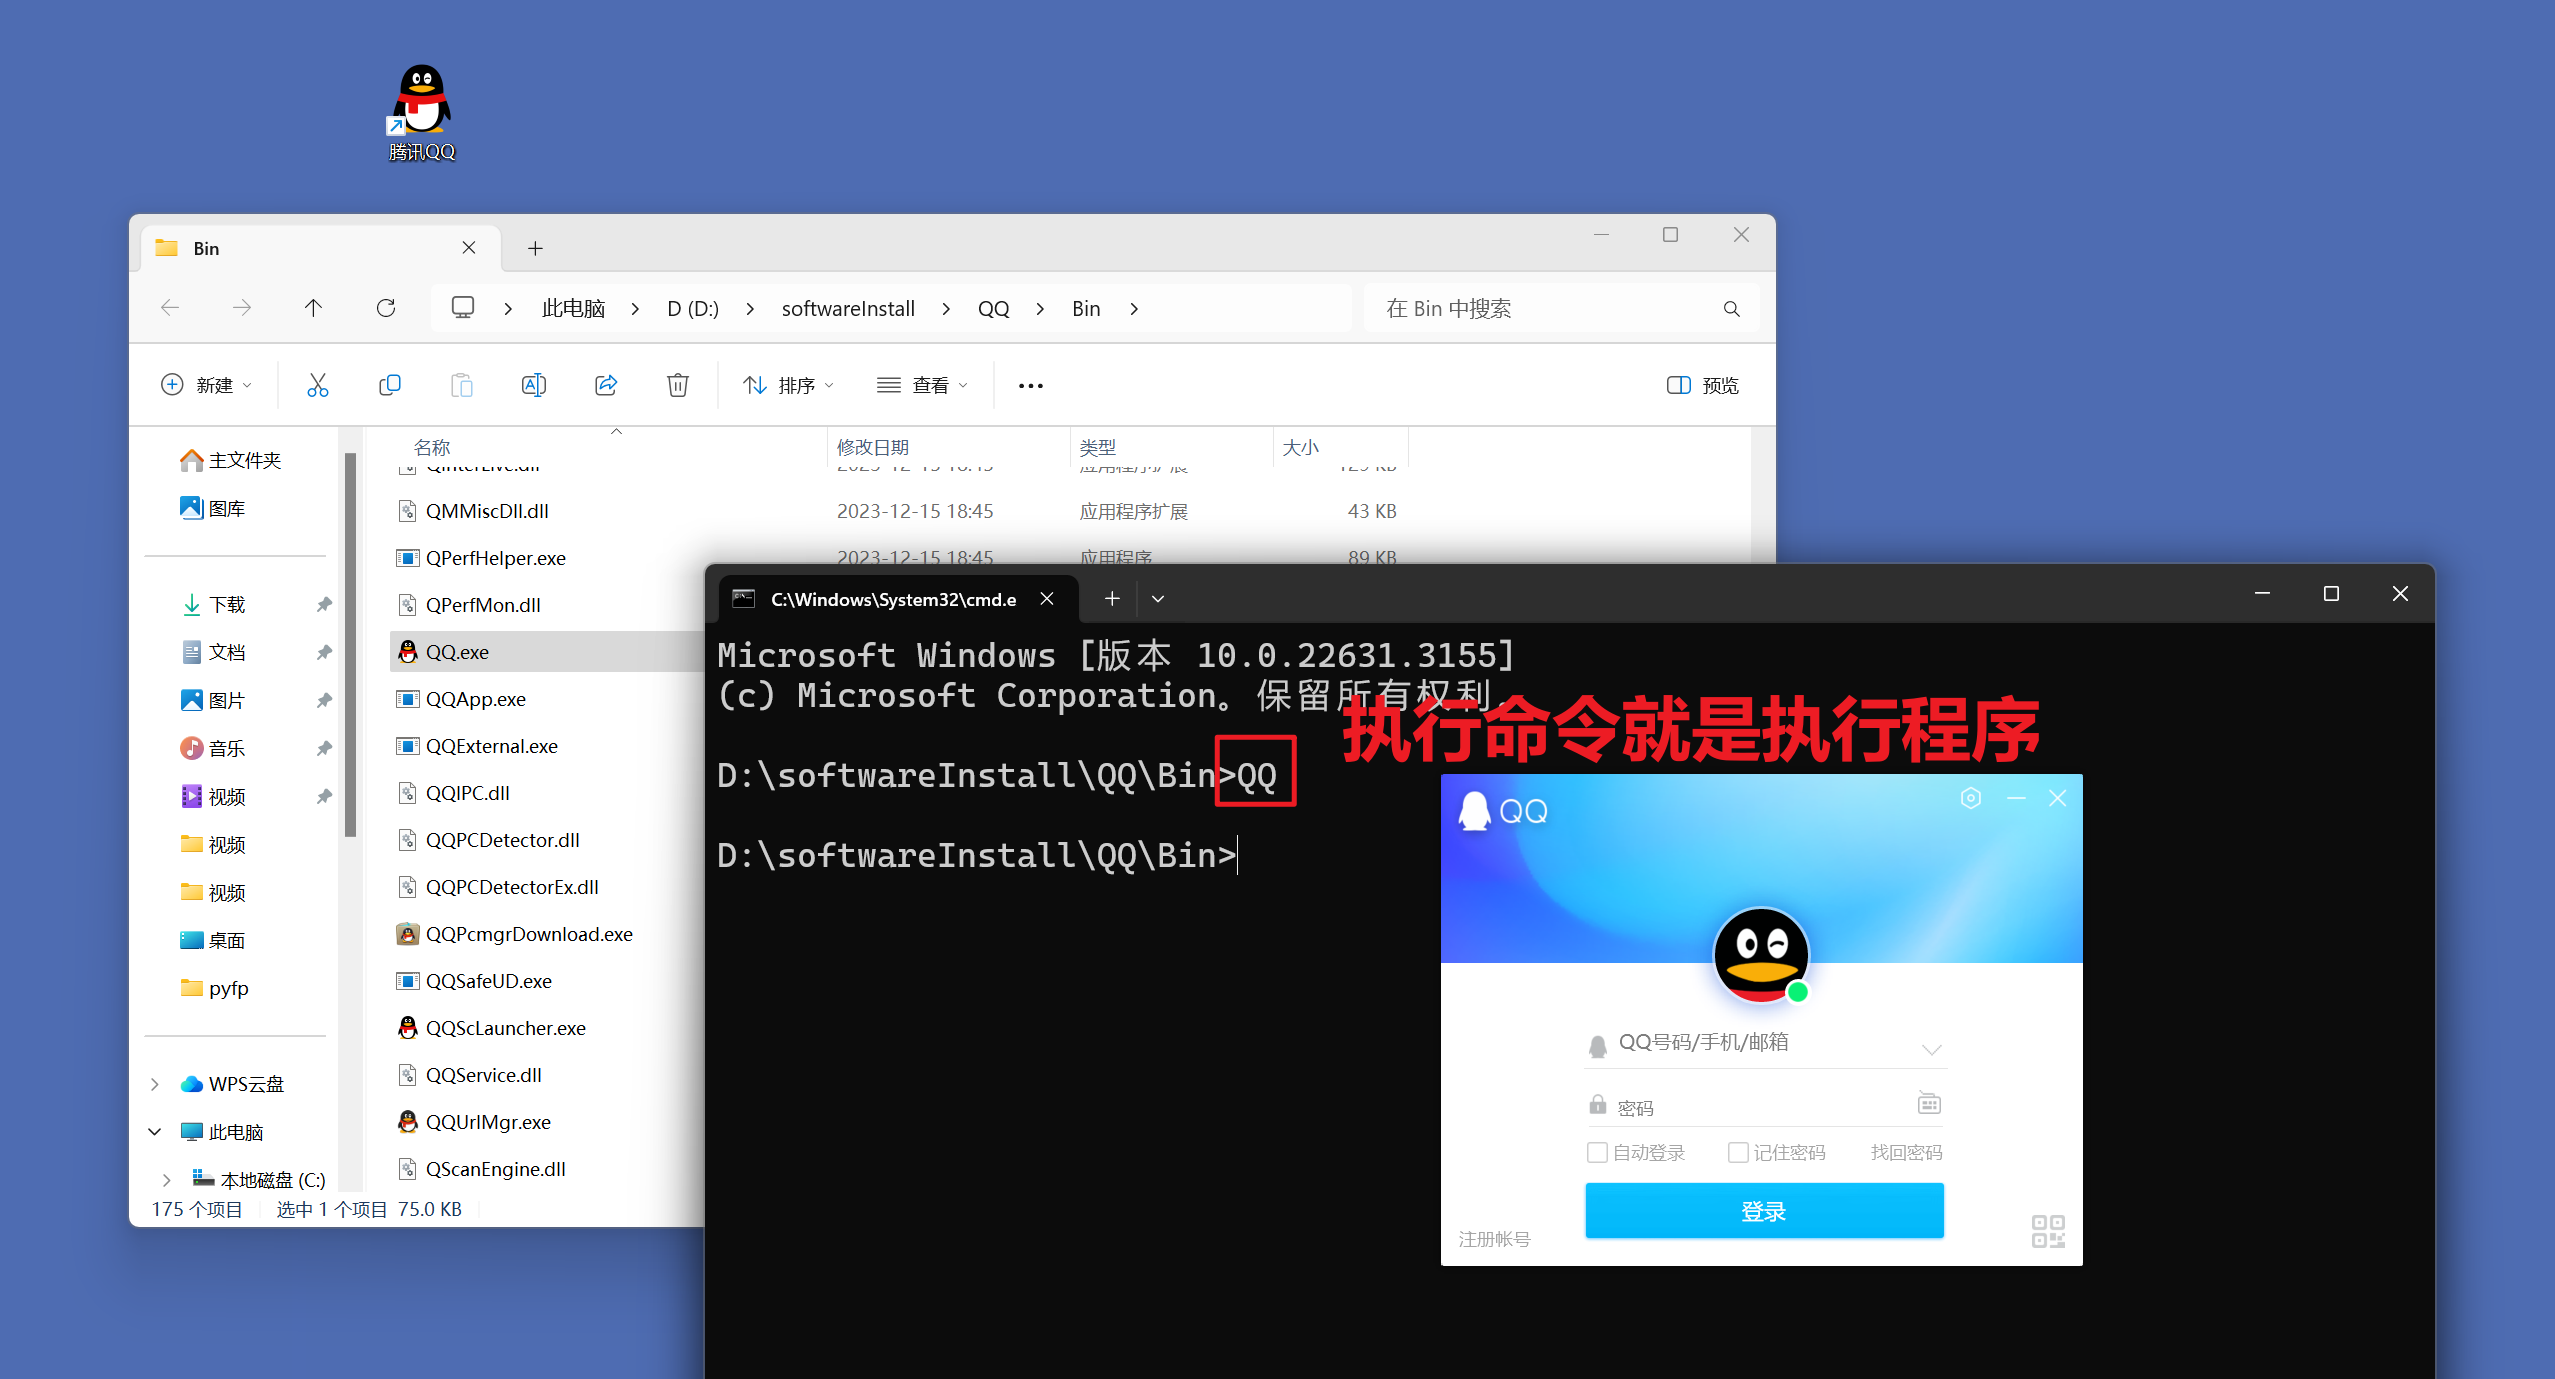 腾讯QQ
Bin
此电脑 D (D:) softwareInstall QQ Bin
在 Bin 中搜索
新建
排序
查看
预览
主文件夹
图库
下载
文档
图片
音乐
视频
视频
视频
桌面
pyfp
WPS云盘
此电脑
本地磁盘 (C:)
名称 修改日期 类型 大小
QMMiscDll.dll 2023-12-15 18:45 应用程序扩展 43 KB
QPerfHelper.exe 2023-12-15 18:45 应用程序 89 KB
QPerfMon.dll
QQ.exe
QQApp.exe
QQExternal.exe
QQIPC.dll
QQPCDetector.dll
QQPCDetectorEx.dll
QQPcmgrDownload.exe
QQSafeUD.exe
QQScLauncher.exe
QQService.dll
QQUrlMgr.exe
QScanEngine.dll
175 个项目 选中 1 个项目 75.0 KB
C:\Windows\System32\cmd.e
Microsoft Windows [版本 10.0.22631.3155]
(c) Microsoft Corporation。保留所有权利。
执行命令就是执行程序
D:\softwareInstall\QQ\Bin>QQ
D:\softwareInstall\QQ\Bin>
QQ
QQ号码/手机/邮箱
密码
自动登录 记住密码 找回密码
登录
注册帐号